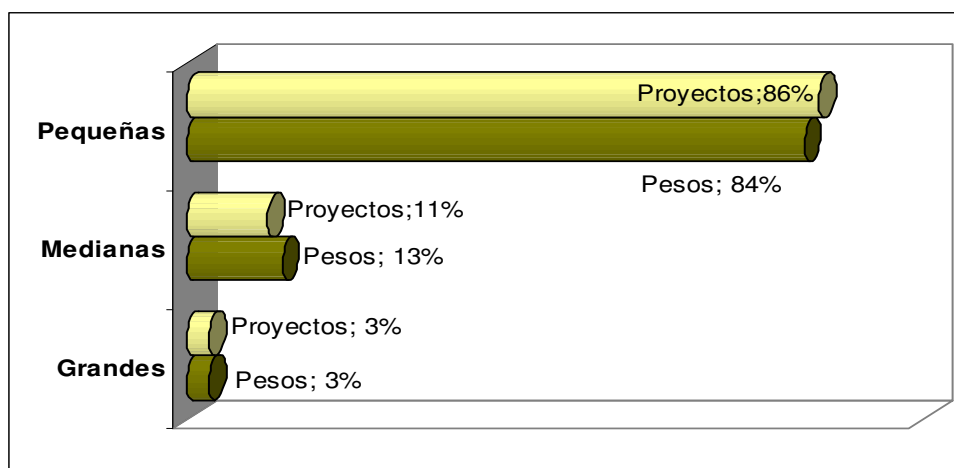 Proyectos;86%
Pequeñas
Pesos; 84%
Proyectos;11%
Medianas
Pesos; 13%
Proyectos; 3%
Grandes
Pesos; 3%